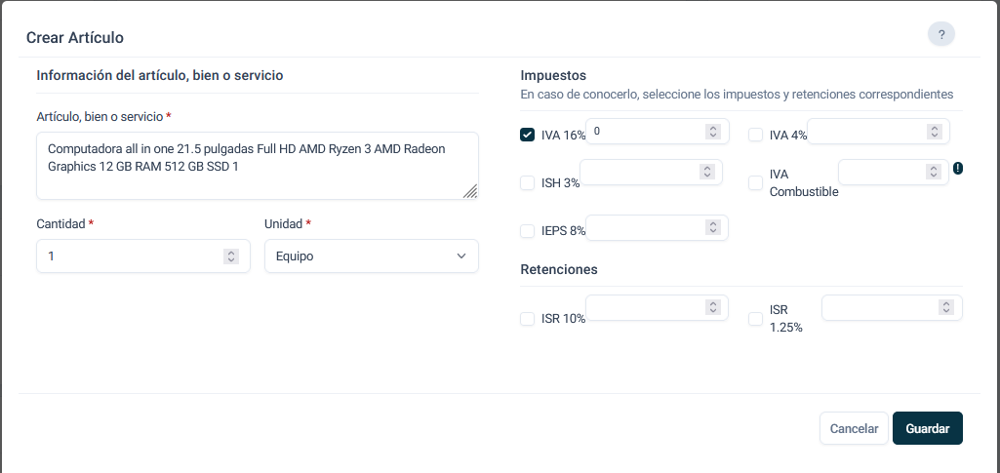 Crear Artículo
?
Información del artículo, bien o servicio
Artículo, bien o servicio *
Computadora all in one 21.5 pulgadas Full HD AMD Ryzen 3 AMD Radeon
Graphics 12 GB RAM 512 GB SSD 1
Cantidad *
Unidad *
1
Equipo
Impuestos
En caso de conocerlo, seleccione los impuestos y retenciones correspondientes
IVA 16%
0
IVA 4%
ISH 3%
IVA
Combustible
!
IEPS 8%
Retenciones
ISR 10%
ISR
1.25%
Cancelar
Guardar